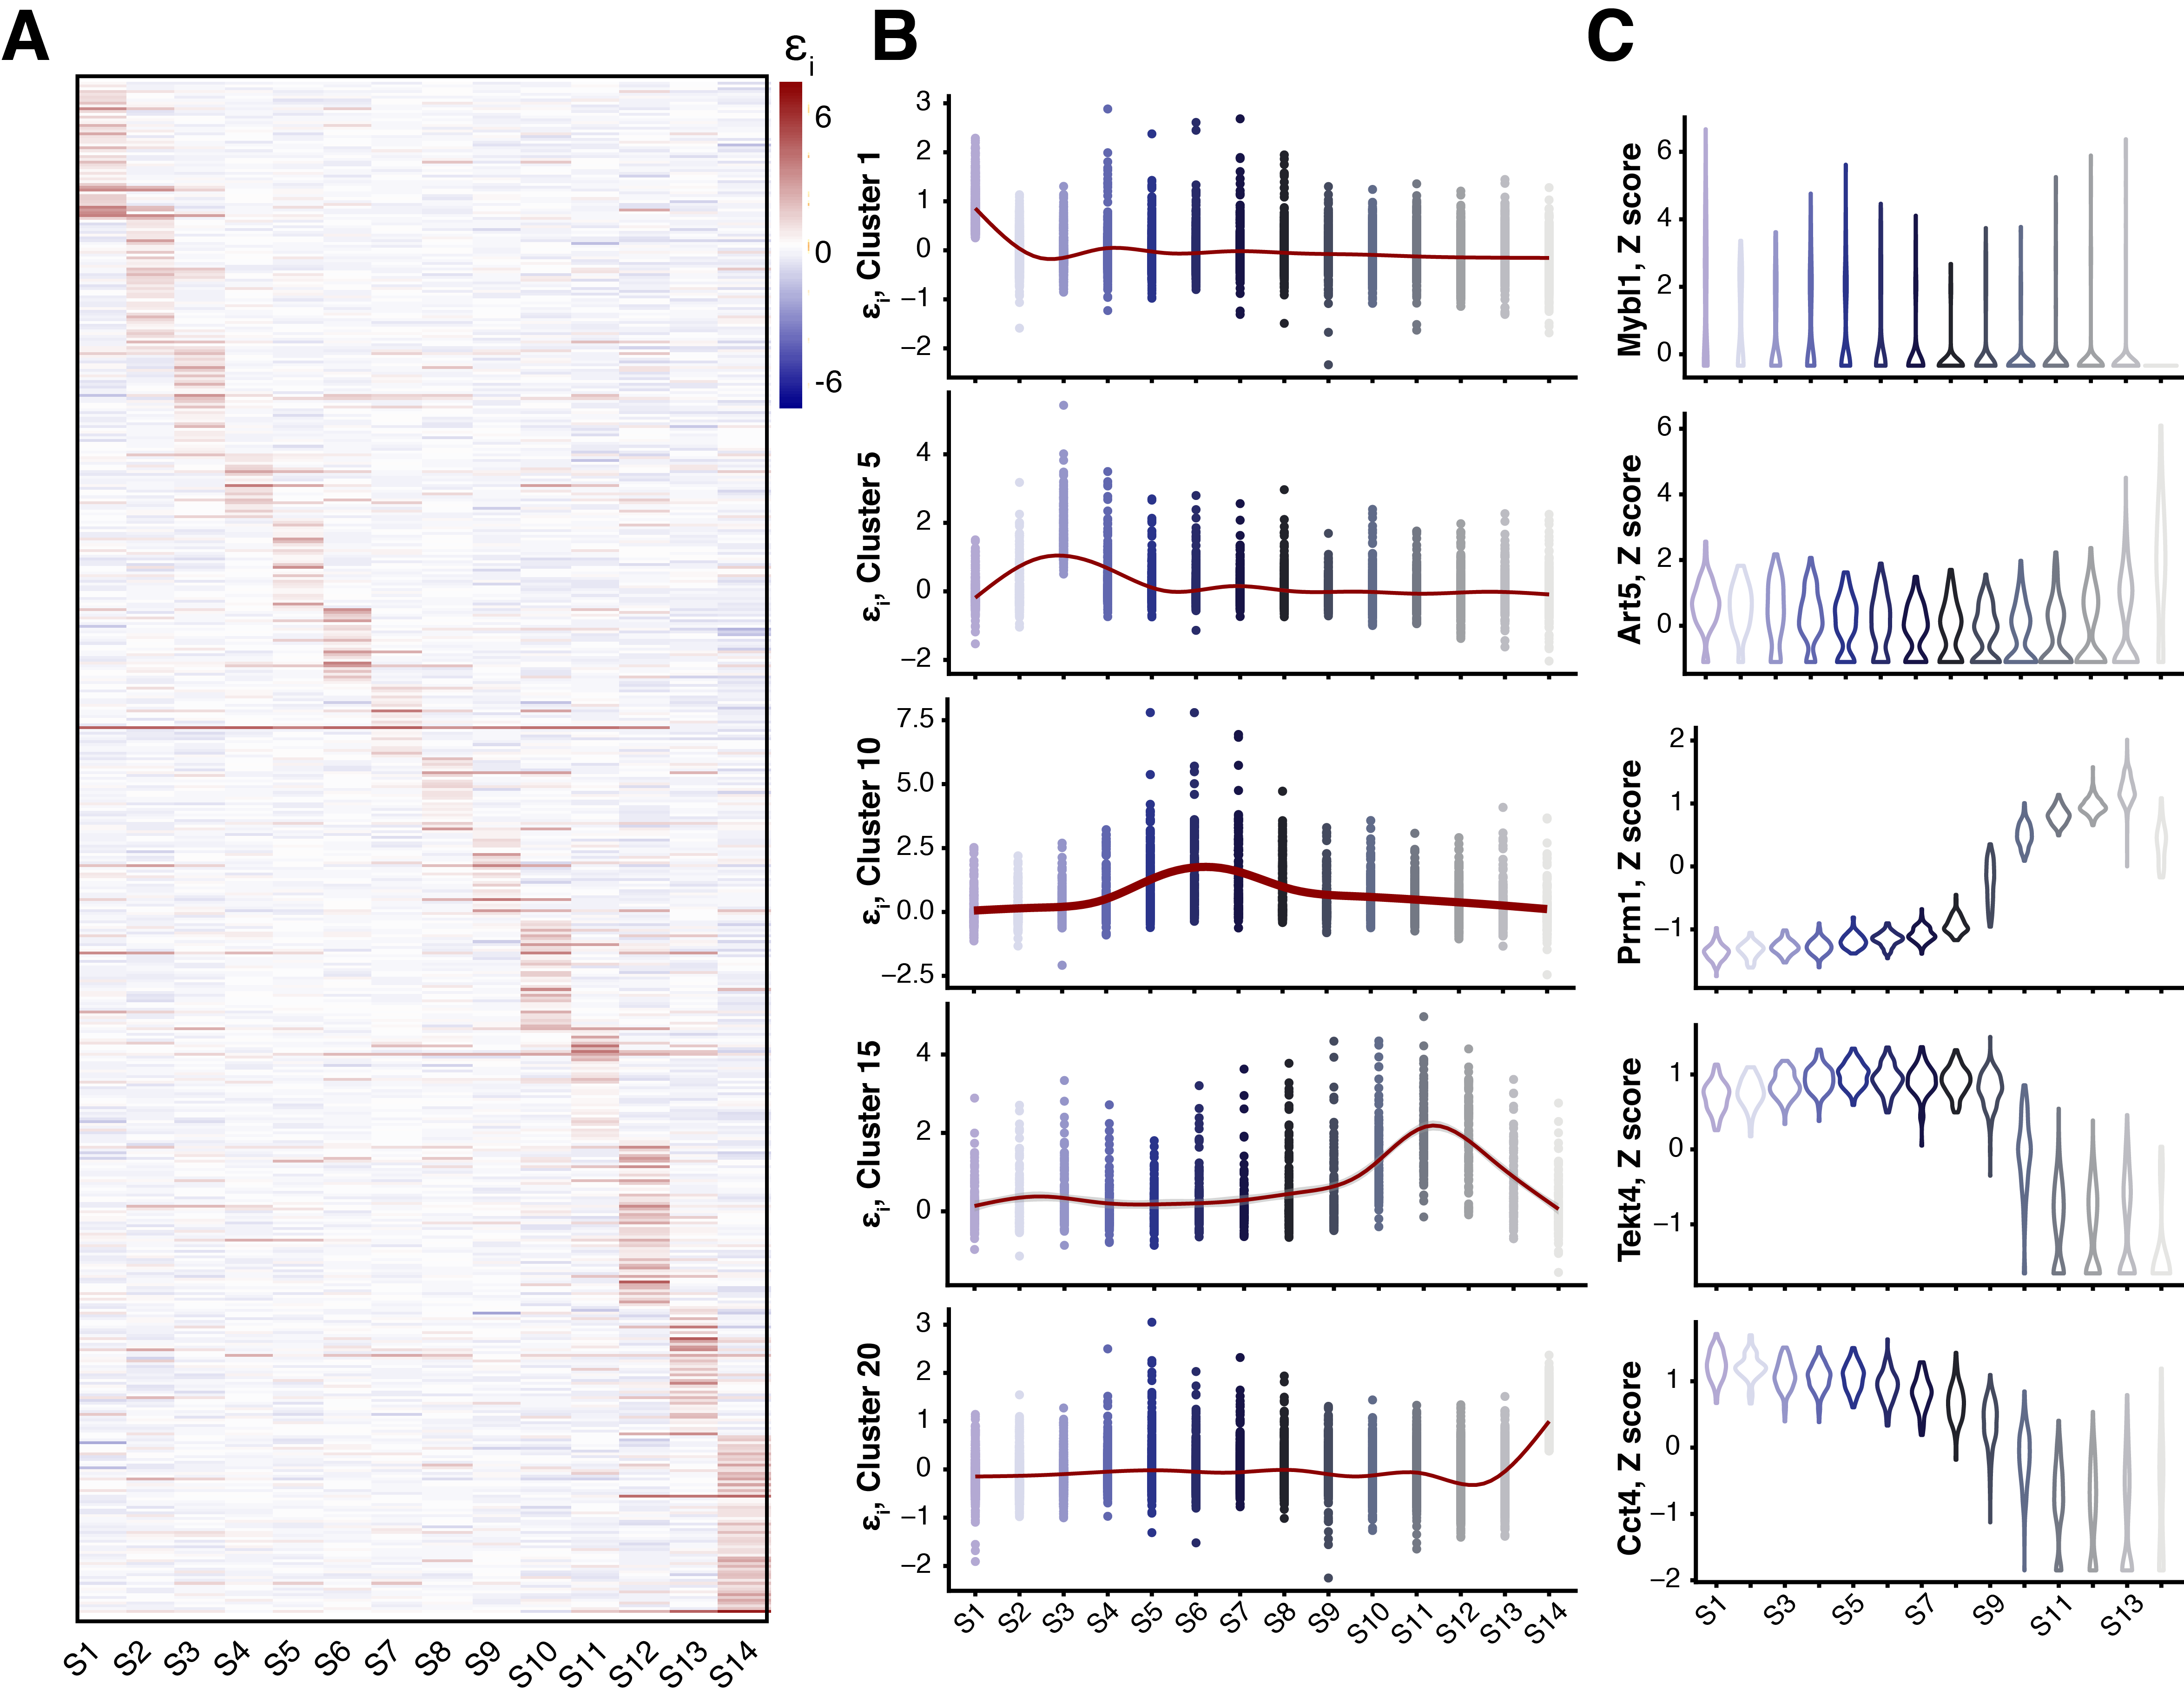 A
B
C
εi
6
0
-6
S1 S2 S3 S4 S5 S6 S7 S8 S9 S10 S11 S12 S13 S14
εi, Cluster 1
3
2
1
0
−1
−2
εi, Cluster 5
4
2
0
−2
εi, Cluster 10
7.5
5.0
2.5
0.0
−2.5
εi, Cluster 15
4
2
0
εi, Cluster 20
3
2
1
0
−1
−2
S1 S2 S3 S4 S5 S6 S7 S8 S9 S10 S11 S12 S13 S14
Mybl1, Z score
6
4
2
0
Art5, Z score
6
4
2
0
Prm1, Z score
2
1
0
−1
Tekt4, Z score
1
0
−1
Cct4, Z score
1
0
−1
−2
S1 S3 S5 S7 S9 S11 S13